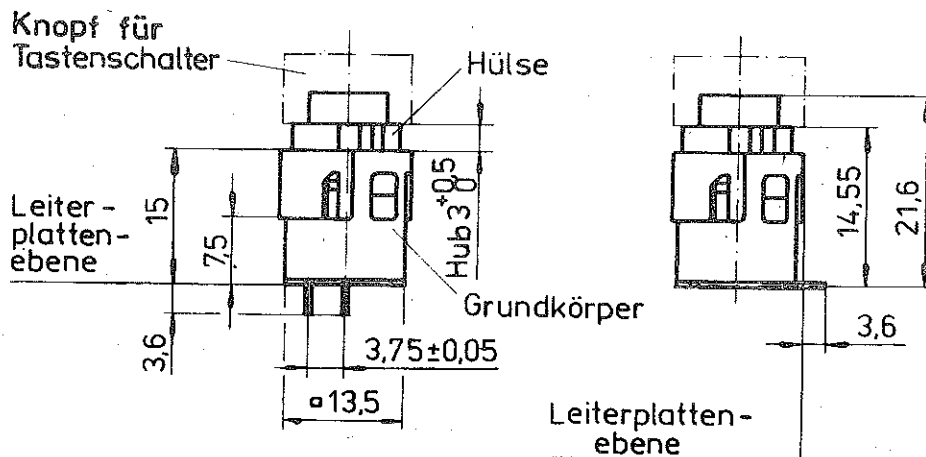 Knopf für
Tastenschalter
Hülse
Leiter-
platten-
ebene
15
7,5
3,6
Hub 3 +0,5 0
Grundkörper
3,75±0,05
▫13,5
14,55
21,6
3,6
Leiterplatten-
ebene